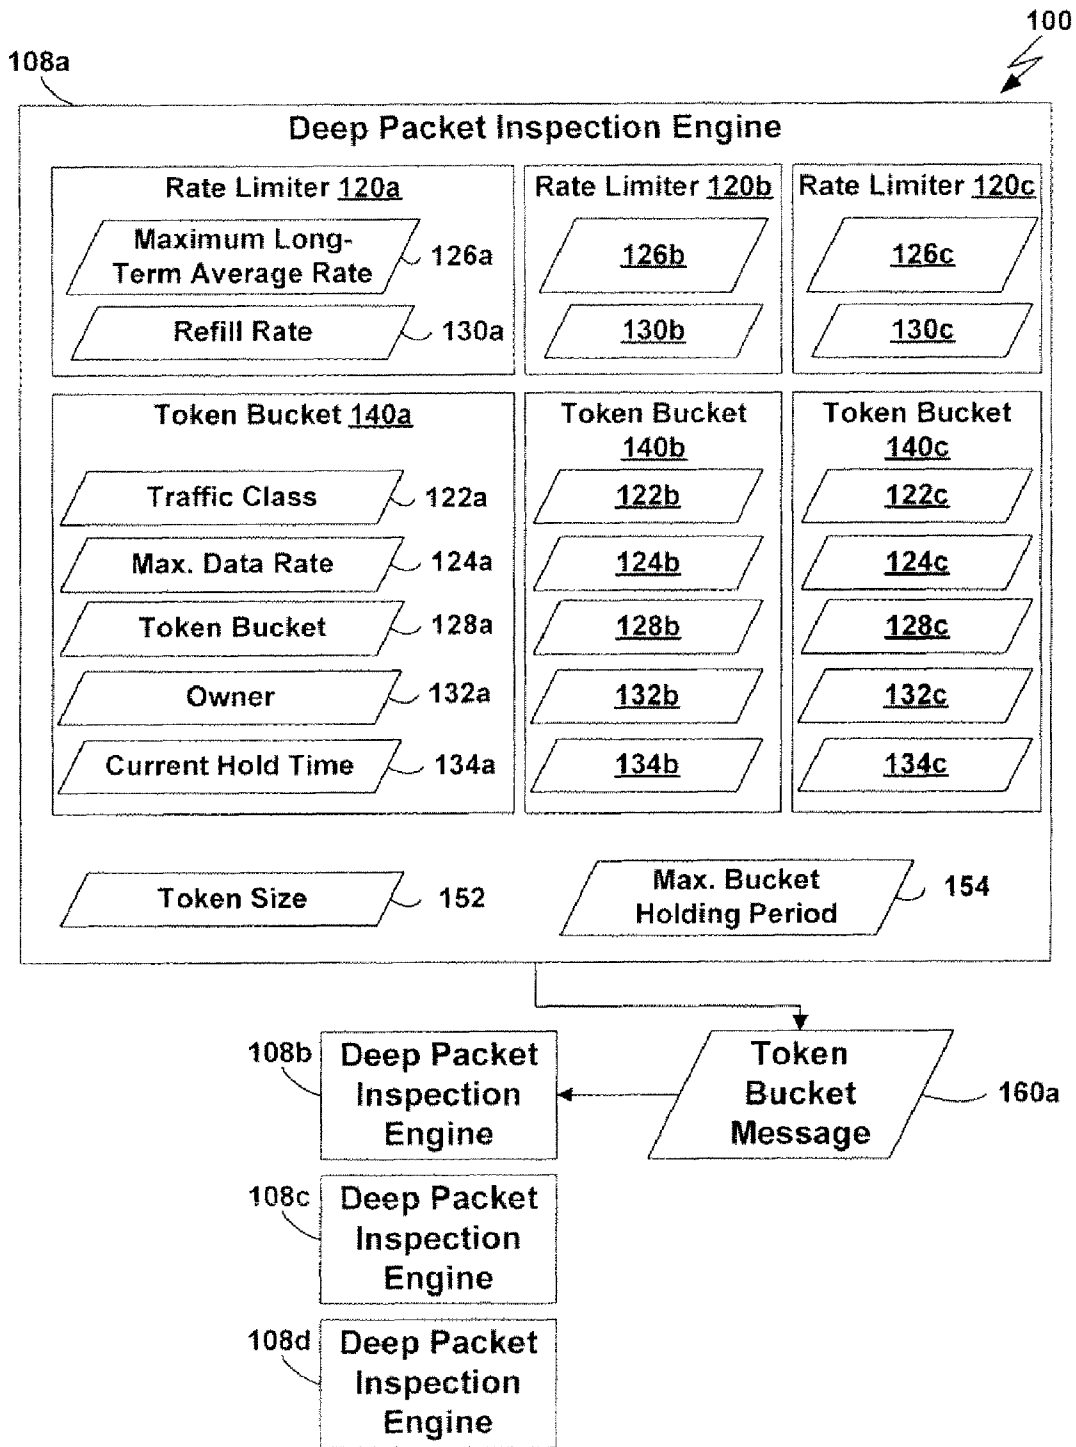 100
108a
Deep Packet Inspection Engine
Rate Limiter 120a
Maximum Long-
Term Average Rate
126a
Refill Rate
130a
Rate Limiter 120b
126b
130b
Rate Limiter 120c
126c
130c
Token Bucket 140a
Traffic Class
122a
Max. Data Rate
124a
Token Bucket
128a
Owner
132a
Current Hold Time
134a
Token Bucket
140b
122b
124b
128b
132b
134b
Token Bucket
140c
122c
124c
128c
132c
134c
Token Size
152
Max. Bucket
Holding Period
154
108b
Deep Packet
Inspection
Engine
Token
Bucket
Message
160a
108c
Deep Packet
Inspection
Engine
108d
Deep Packet
Inspection
Engine